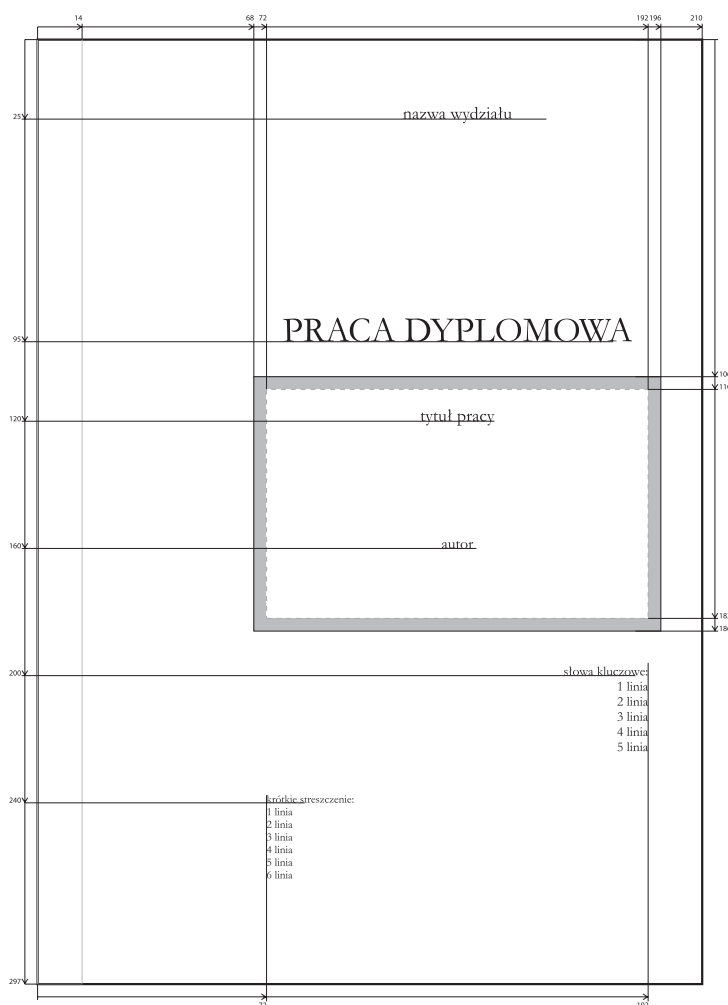 14 68 72 192 196 210
25 nazwa wydziału
95 PRACA DYPLOMOWA
120 tytuł pracy
160 autor
200 słowa kluczowe:
1 linia
2 linia
3 linia
4 linia
5 linia
240 krótkie streszczenie:
1 linia
2 linia
3 linia
4 linia
5 linia
6 linia
297